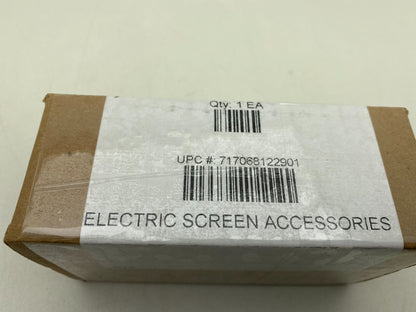 Qty: 1 EA
UPC #: 717068122901
ELECTRIC SCREEN ACCESSORIES